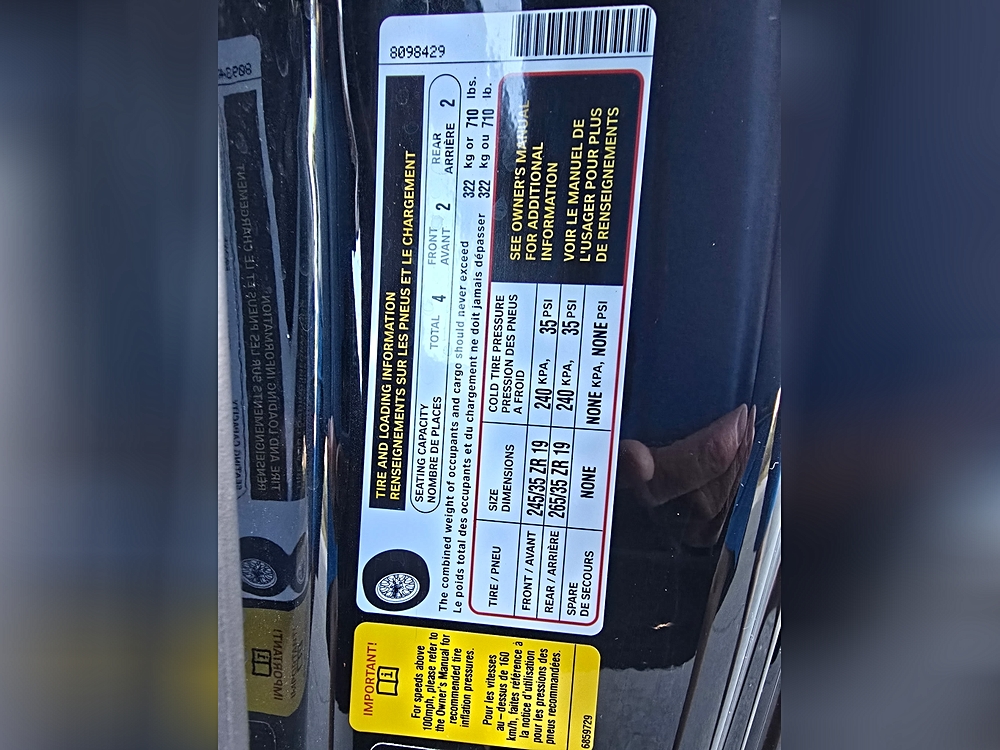 8098429
TIRE AND LOADING INFORMATION
RENSEIGNEMENTS SUR LES PNEUS ET LE CHARGEMENT
SEATING CAPACITY
NOMBRE DE PLACES
TOTAL 4
FRONT
AVANT 2
REAR
ARRIÈRE 2
The combined weight of occupants and cargo should never exceed 322 kg or 710 lbs.
Le poids total des occupants et du chargement ne doit jamais dépasser 322 kg ou 710 lb.
TIRE / PNEU
SIZE
DIMENSIONS
COLD TIRE PRESSURE
PRESSION DES PNEUS
A FROID
FRONT / AVANT 245/35 ZR 19 240 KPA, 35 PSI
REAR / ARRIÈRE 265/35 ZR 19 240 KPA, 35 PSI
SPARE
DE SECOURS
NONE NONE KPA, NONE PSI
SEE OWNER'S MANUAL
FOR ADDITIONAL
INFORMATION
VOIR LE MANUEL DE
L'USAGER POUR PLUS
DE RENSEIGNEMENTS
IMPORTANT!
For speeds above
100mph, please refer to
the Owner's Manual for
recommended tire
inflation pressures.
Pour les vitesses
au-dessus de 160
km/h, faites référence à
la notice d'utilisation
pour les pressions des
pneus recommandées.
6859729